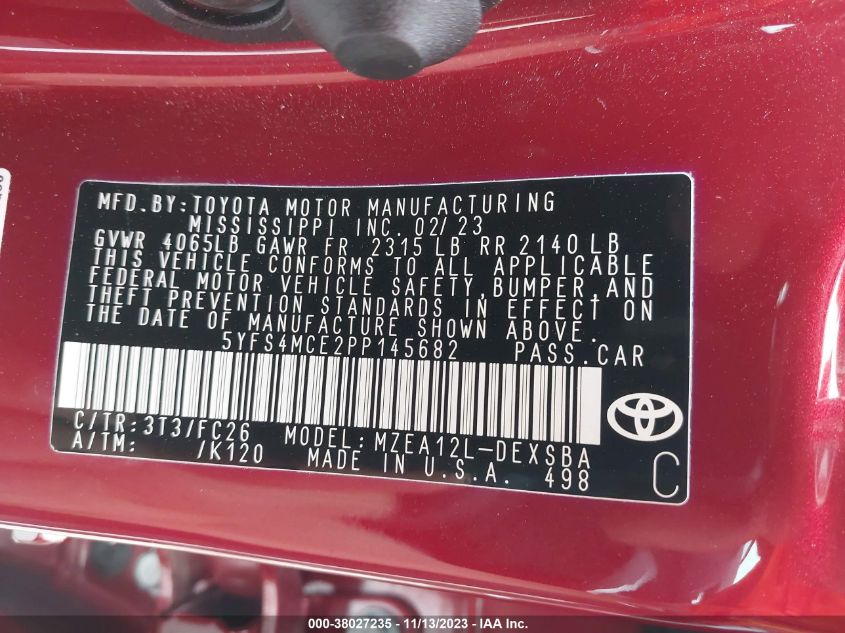 MFD.BY:TOYOTA MOTOR MANUFACTURING
MISSISSIPPI INC. 02/23
GVWR 4065LB GAWR FR 2315 LB RR 2140 LB
THIS VEHICLE CONFORMS TO ALL APPLICABLE
FEDERAL MOTOR VEHICLE SAFETY,BUMPER,AND
THEFT PREVENTION STANDARDS IN EFFECT ON
THE DATE OF MANUFACTURE SHOWN ABOVE.
5YFS4MCE2PP145682 PASS.CAR
C/TR:3T3/FC26 MODEL:MZEA12L-DEXSBA
A/TM: /K120 MADE IN U.S.A. 498
C
000-38027235 - 11/13/2023 - IAA Inc.